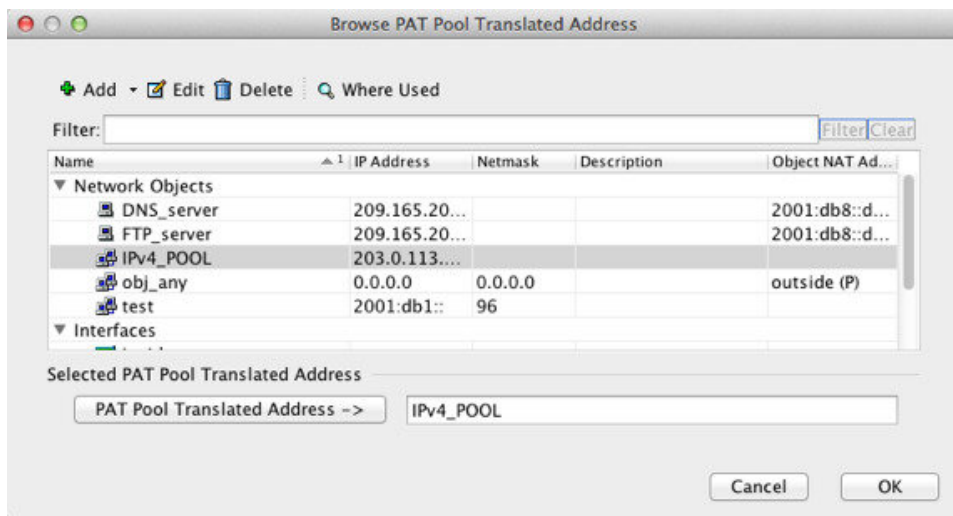 Browse PAT Pool Translated Address
Add Edit Delete Where Used
Filter: Filter Clear
Name 1 IP Address Netmask Description Object NAT Ad...
Network Objects
DNS_server 209.165.20... 2001:db8::d...
FTP_server 209.165.20... 2001:db8::d...
IPv4_POOL 203.0.113....
obj_any 0.0.0.0 0.0.0.0 outside (P)
test 2001:db1:: 96
Interfaces
Selected PAT Pool Translated Address
PAT Pool Translated Address -> IPv4_POOL
Cancel OK